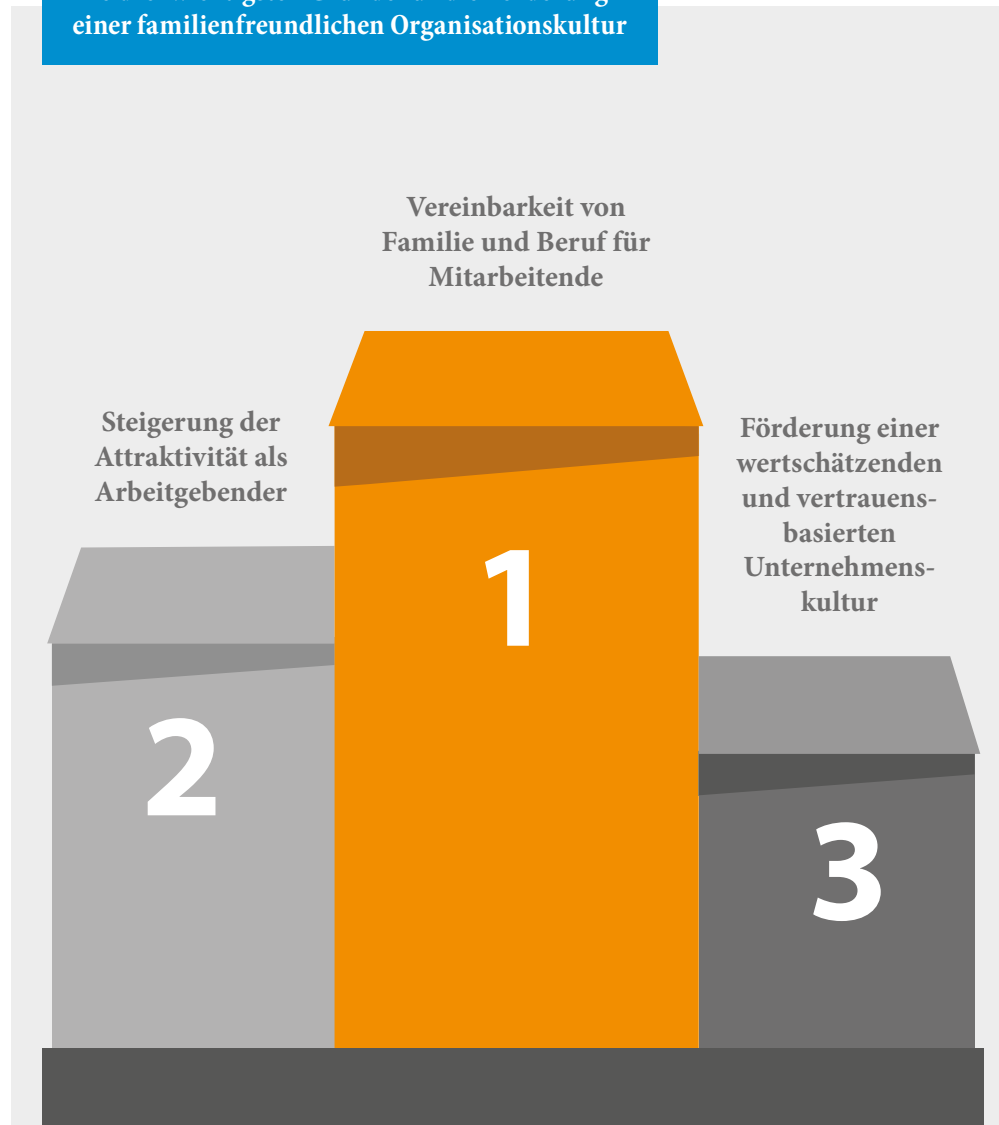 einer familienfreundlichen Organisationskultur
Vereinbarkeit von
Familie und Beruf für
Mitarbeitende
Steigerung der
Attraktivität als
Arbeitgebender
Förderung einer
wertschätzenden
und vertrauens-
basierten
Unternehmens-
kultur
1
2
3